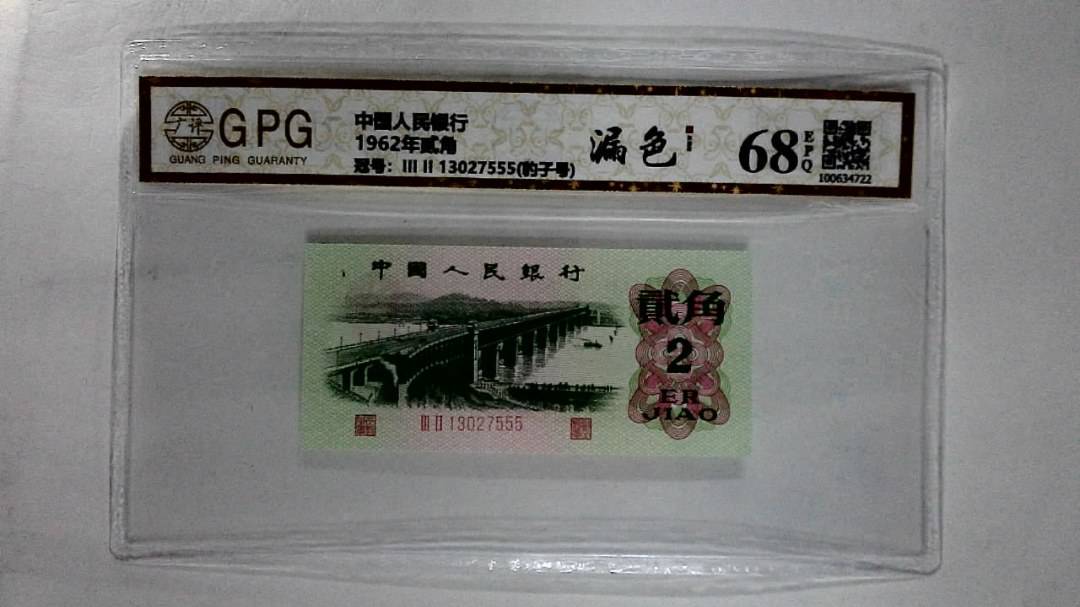 GPG
GUANG PING GUARANTY
中國人民銀行
1962年贰角
冠号：III II 13027555(豹子号)
漏色
68
EPQ
100634722
中國人民銀行
貳角
2
ER
JIAO
III II 13027555